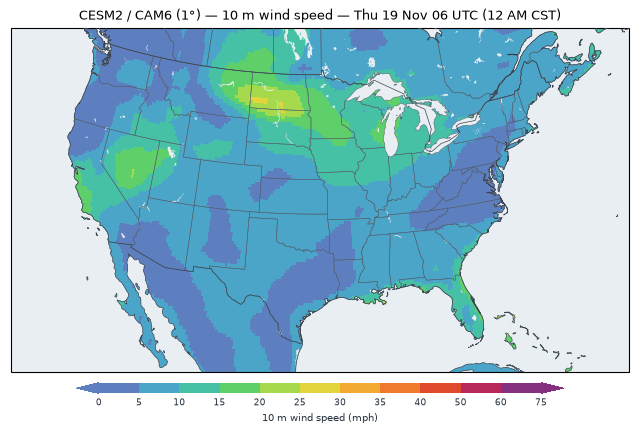 CESM2 / CAM6 (1°) — 10 m wind speed — Thu 19 Nov 06 UTC (12 AM CST)
0 5 10 15 20 25 30 35 40 50 60 75
10 m wind speed (mph)